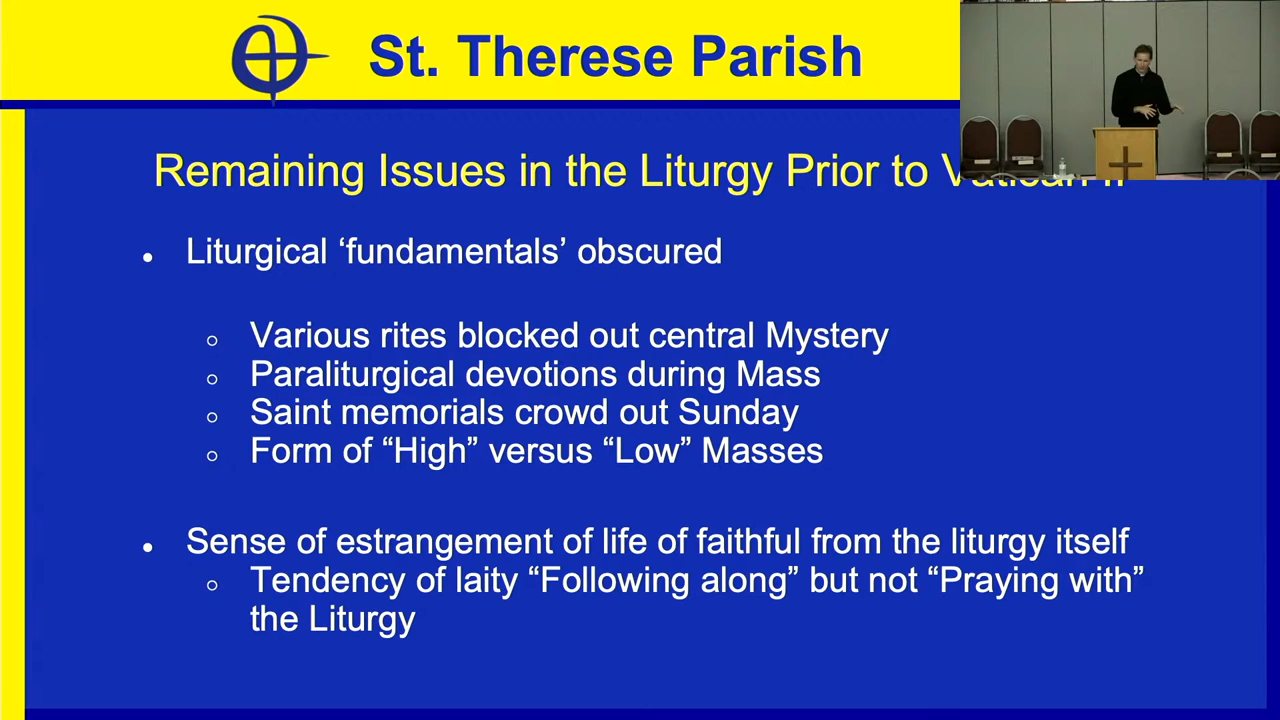 St. Therese Parish
Remaining Issues in the Liturgy Prior to
• Liturgical ‘fundamentals’ obscured
○ Various rites blocked out central Mystery
○ Paraliturgical devotions during Mass
○ Saint memorials crowd out Sunday
○ Form of “High” versus “Low” Masses
• Sense of estrangement of life of faithful from the liturgy itself
○ Tendency of laity “Following along” but not “Praying with”
the Liturgy